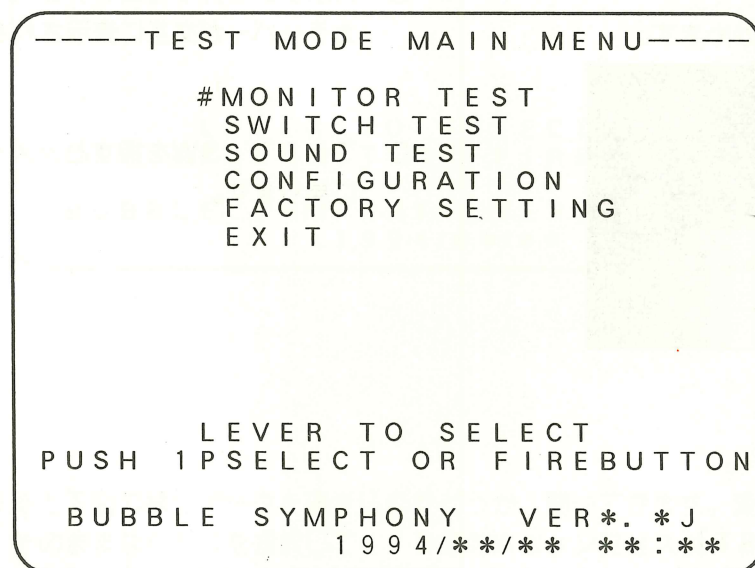 ————TEST MODE MAIN MENU————
#MONITOR TEST
SWITCH TEST
SOUND TEST
CONFIGURATION
FACTORY SETTING
EXIT
LEVER TO SELECT
PUSH 1PSELECT OR FIREBUTTON
BUBBLE SYMPHONY VER*.*J
1994/**/** **:**